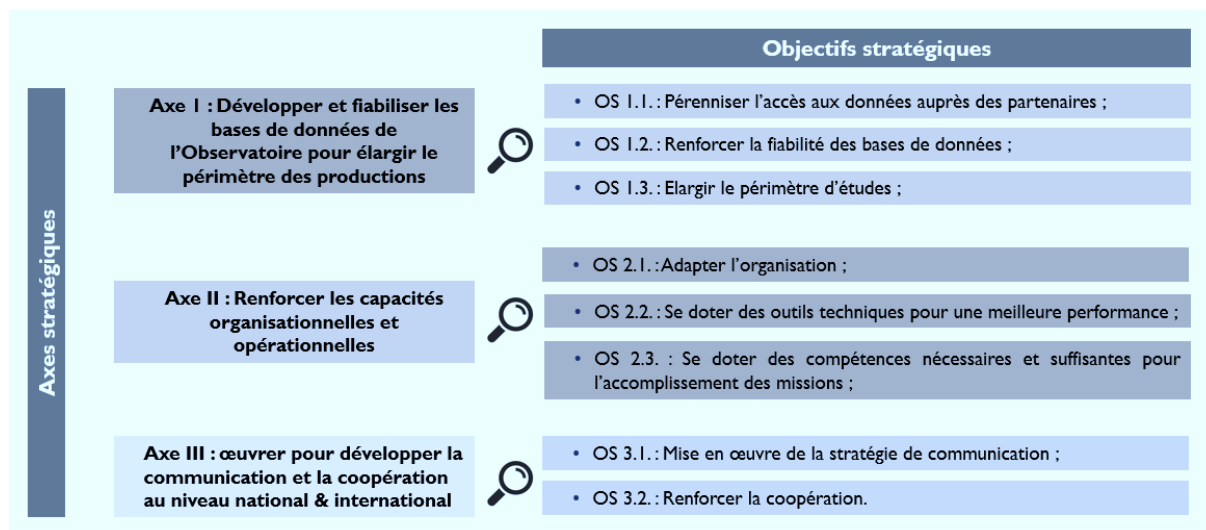 Objectifs stratégiques
Axes stratégiques
Axe 1 : Développer et fiabiliser les
bases de données de
l’Observatoire pour élargir le
périmètre des productions
• OS 1.1. : Pérenniser l’accès aux données auprès des partenaires ;
• OS 1.2. : Renforcer la fiabilité des bases de données ;
• OS 1.3. : Elargir le périmètre d’études ;
Axe II : Renforcer les capacités
organisationnelles et
opérationnelles
• OS 2.1. : Adapter l’organisation ;
• OS 2.2. : Se doter des outils techniques pour une meilleure performance ;
• OS 2.3. : Se doter des compétences nécessaires et suffisantes pour
l’accomplissement des missions ;
Axe III : œuvrer pour développer la
communication et la coopération
au niveau national & international
• OS 3.1. : Mise en œuvre de la stratégie de communication ;
• OS 3.2. : Renforcer la coopération.